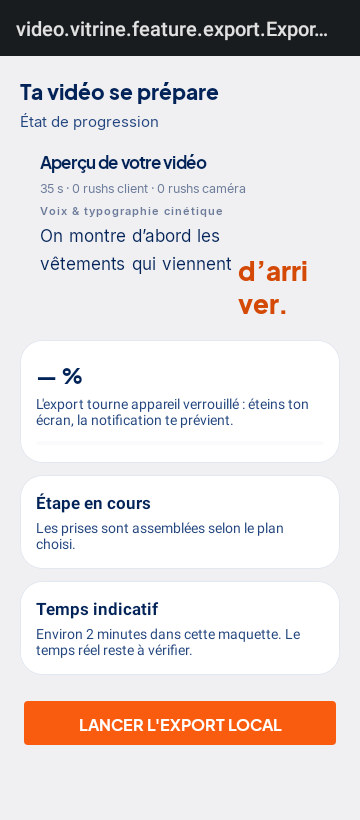 video.vitrine.feature.export.Expor…
Ta vidéo se prépare
État de progression
Aperçu de votre vidéo
35 s · 0 rushs client · 0 rushs caméra
Voix & typographie cinétique
On montre d’abord les
vêtements qui viennent d’arri
ver.
— %
L'export tourne appareil verrouillé : éteins ton
écran, la notification te prévient.
Étape en cours
Les prises sont assemblées selon le plan
choisi.
Temps indicatif
Environ 2 minutes dans cette maquette. Le
temps réel reste à vérifier.
LANCER L'EXPORT LOCAL